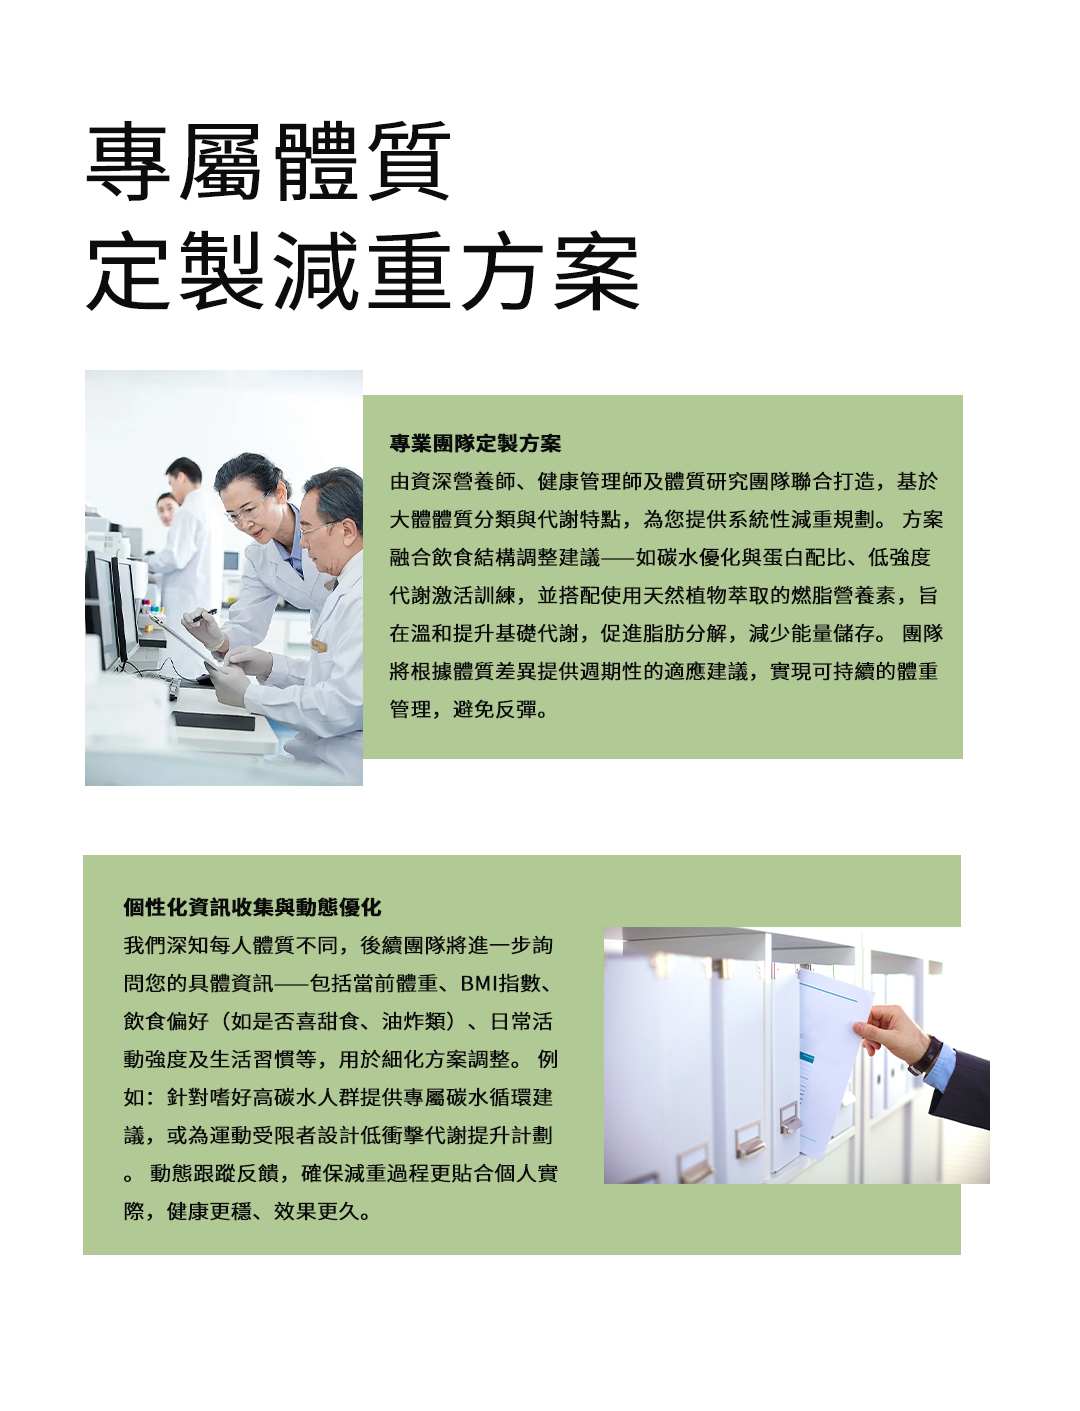 專屬體質
定製減重方案
專業團隊定製方案
由資深營養師、健康管理師及體質研究團隊聯合打造，基於
大體體質分類與代謝特點，為您提供系統性減重規劃。 方案
融合飲食結構調整建議——如碳水優化與蛋白配比、低強度
代謝激活訓練，並搭配使用天然植物萃取的燃脂營養素，旨
在溫和提升基礎代謝，促進脂肪分解，減少能量儲存。 團隊
將根據體質差異提供週期性的適應建議，實現可持續的體重
管理，避免反彈。
個性化資訊收集與動態優化
我們深知每人體質不同，後續團隊將進一步詢
問您的具體資訊——包括當前體重、BMI指數、
飲食偏好（如是否喜甜食、油炸類）、日常活
動強度及生活習慣等，用於細化方案調整。 例
如：針對嗜好高碳水人群提供專屬碳水循環建
議，或為運動受限者設計低衝擊代謝提升計劃
。 動態跟蹤反饋，確保減重過程更貼合個人實
際，健康更穩、效果更久。